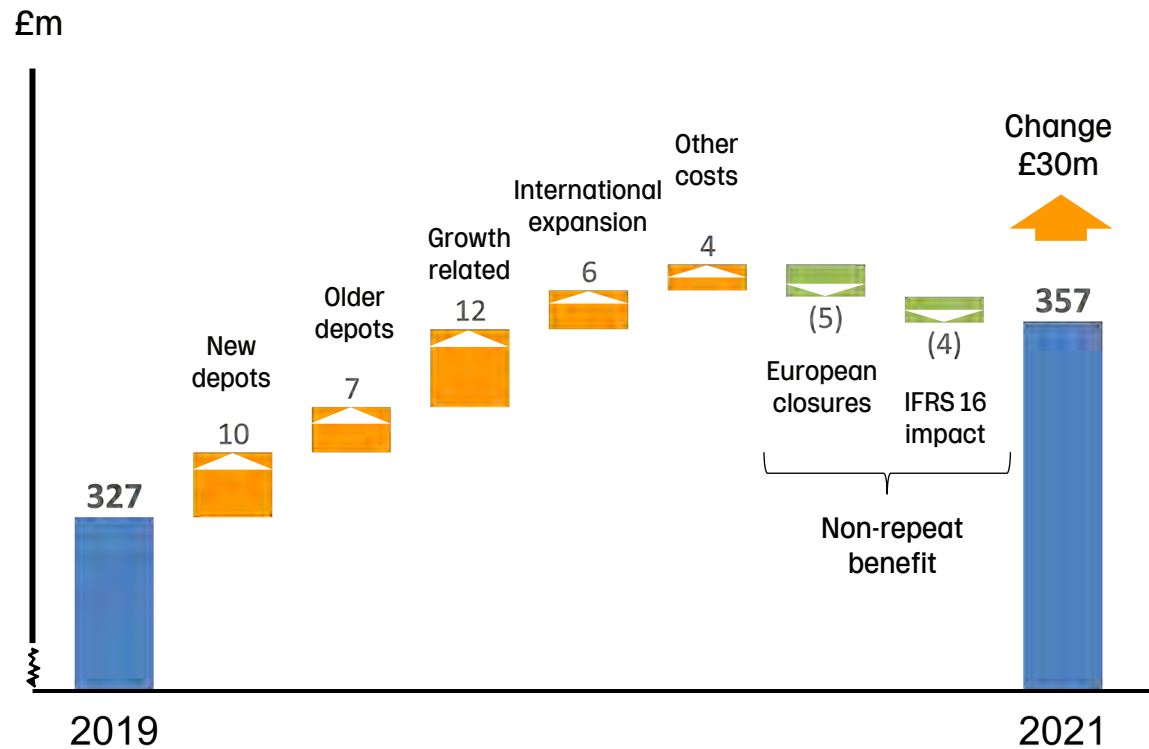 £m
Change
£30m
Other
costs
4
International
expansion
6
Growth
related
12
Older
depots
7
New
depots
10
327
(5)
European
closures
(4)
IFRS 16
impact
Non-repeat
benefit
357
2019
2021